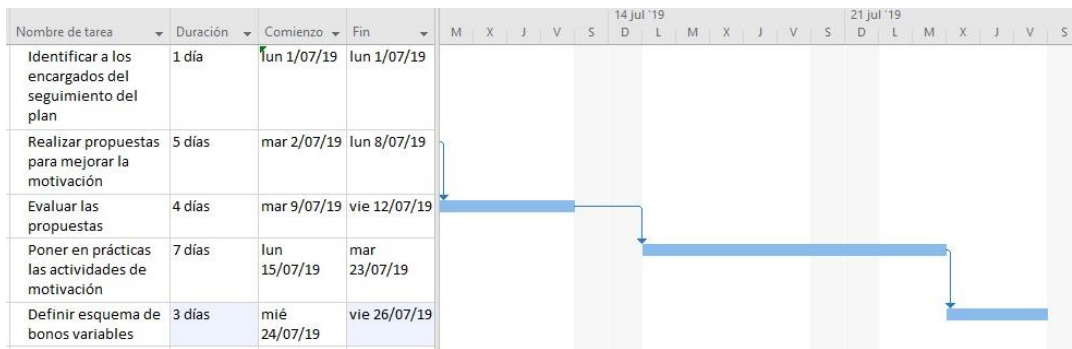 14 jul '19 21 jul '19
Nombre de tarea Duración Comienzo Fin M X J V S D L M X J V S D L M X J V S
Identificar a los 1 día lun 1/07/19 lun 1/07/19
encargados del
seguimiento del
plan
Realizar propuestas 5 días mar 2/07/19 lun 8/07/19
para mejorar la
motivación
Evaluar las 4 días mar 9/07/19 vie 12/07/19
propuestas
Poner en prácticas 7 días lun mar
las actividades de 15/07/19 23/07/19
motivación
Definir esquema de 3 días mié vie 26/07/19
bonos variables 24/07/19